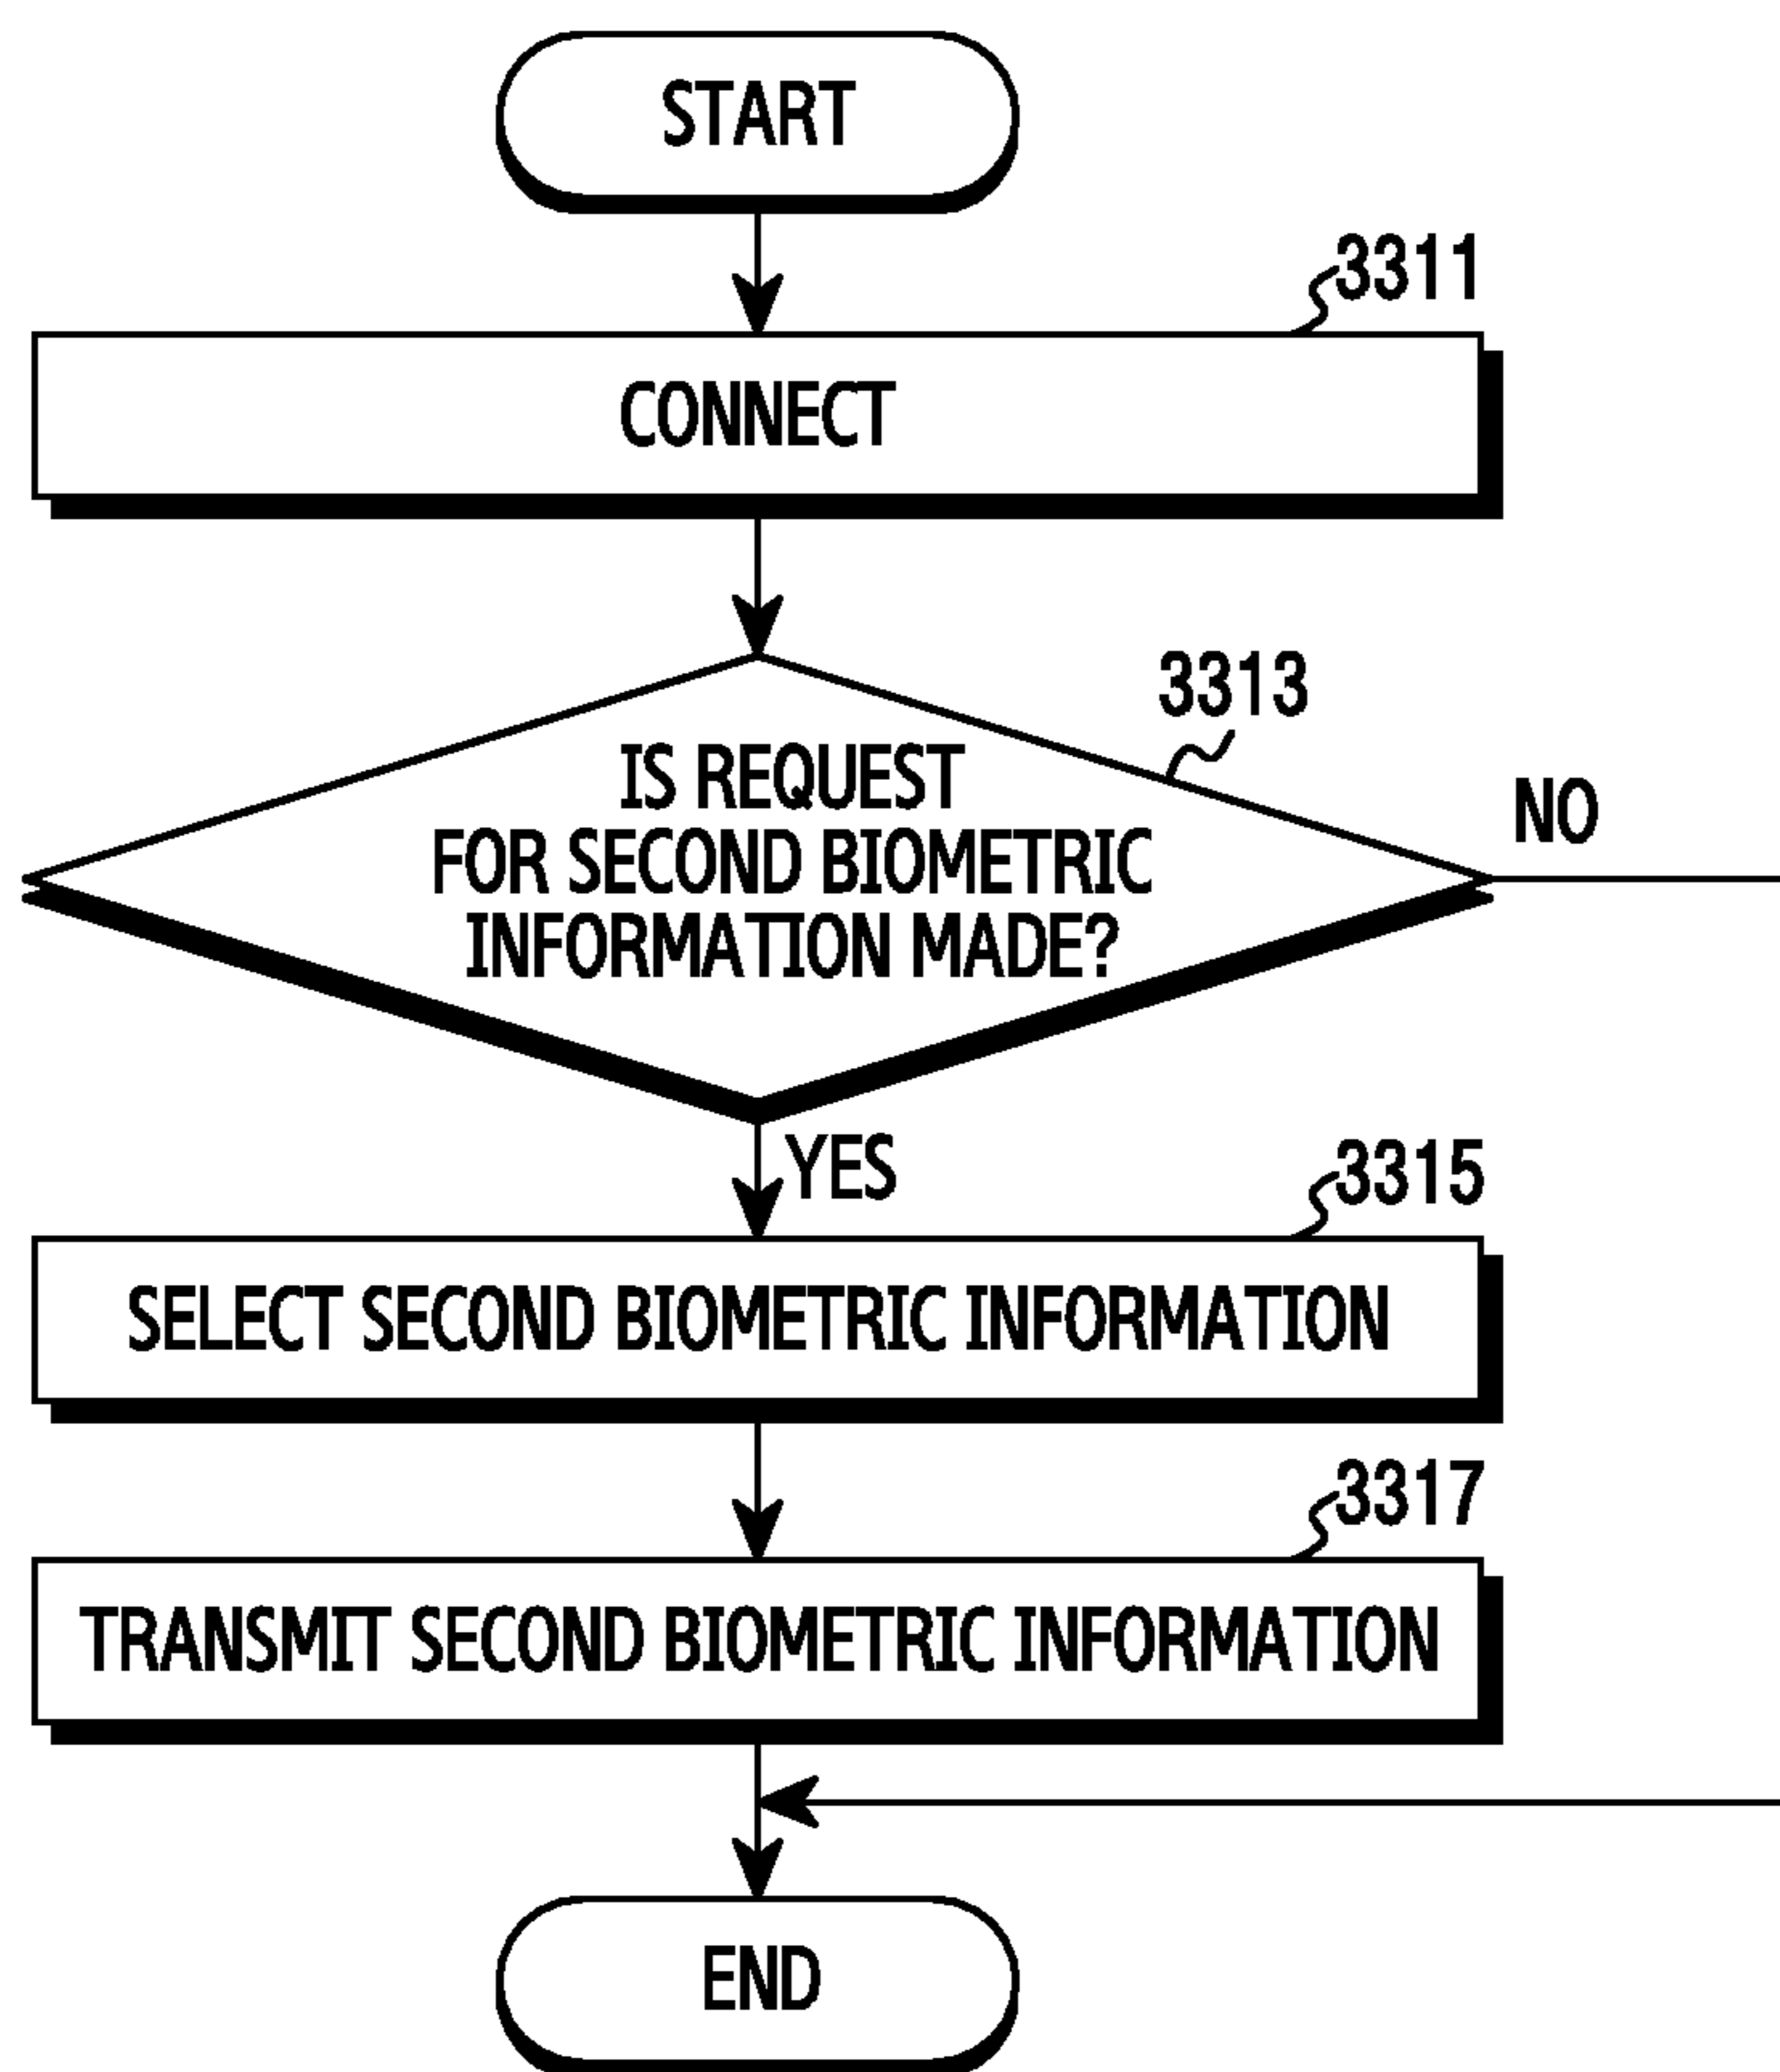 START
3311
CONNECT
3313
IS REQUEST
FOR SECOND BIOMETRIC
INFORMATION MADE?
NO
YES
3315
SELECT SECOND BIOMETRIC INFORMATION
3317
TRANSMIT SECOND BIOMETRIC INFORMATION
END